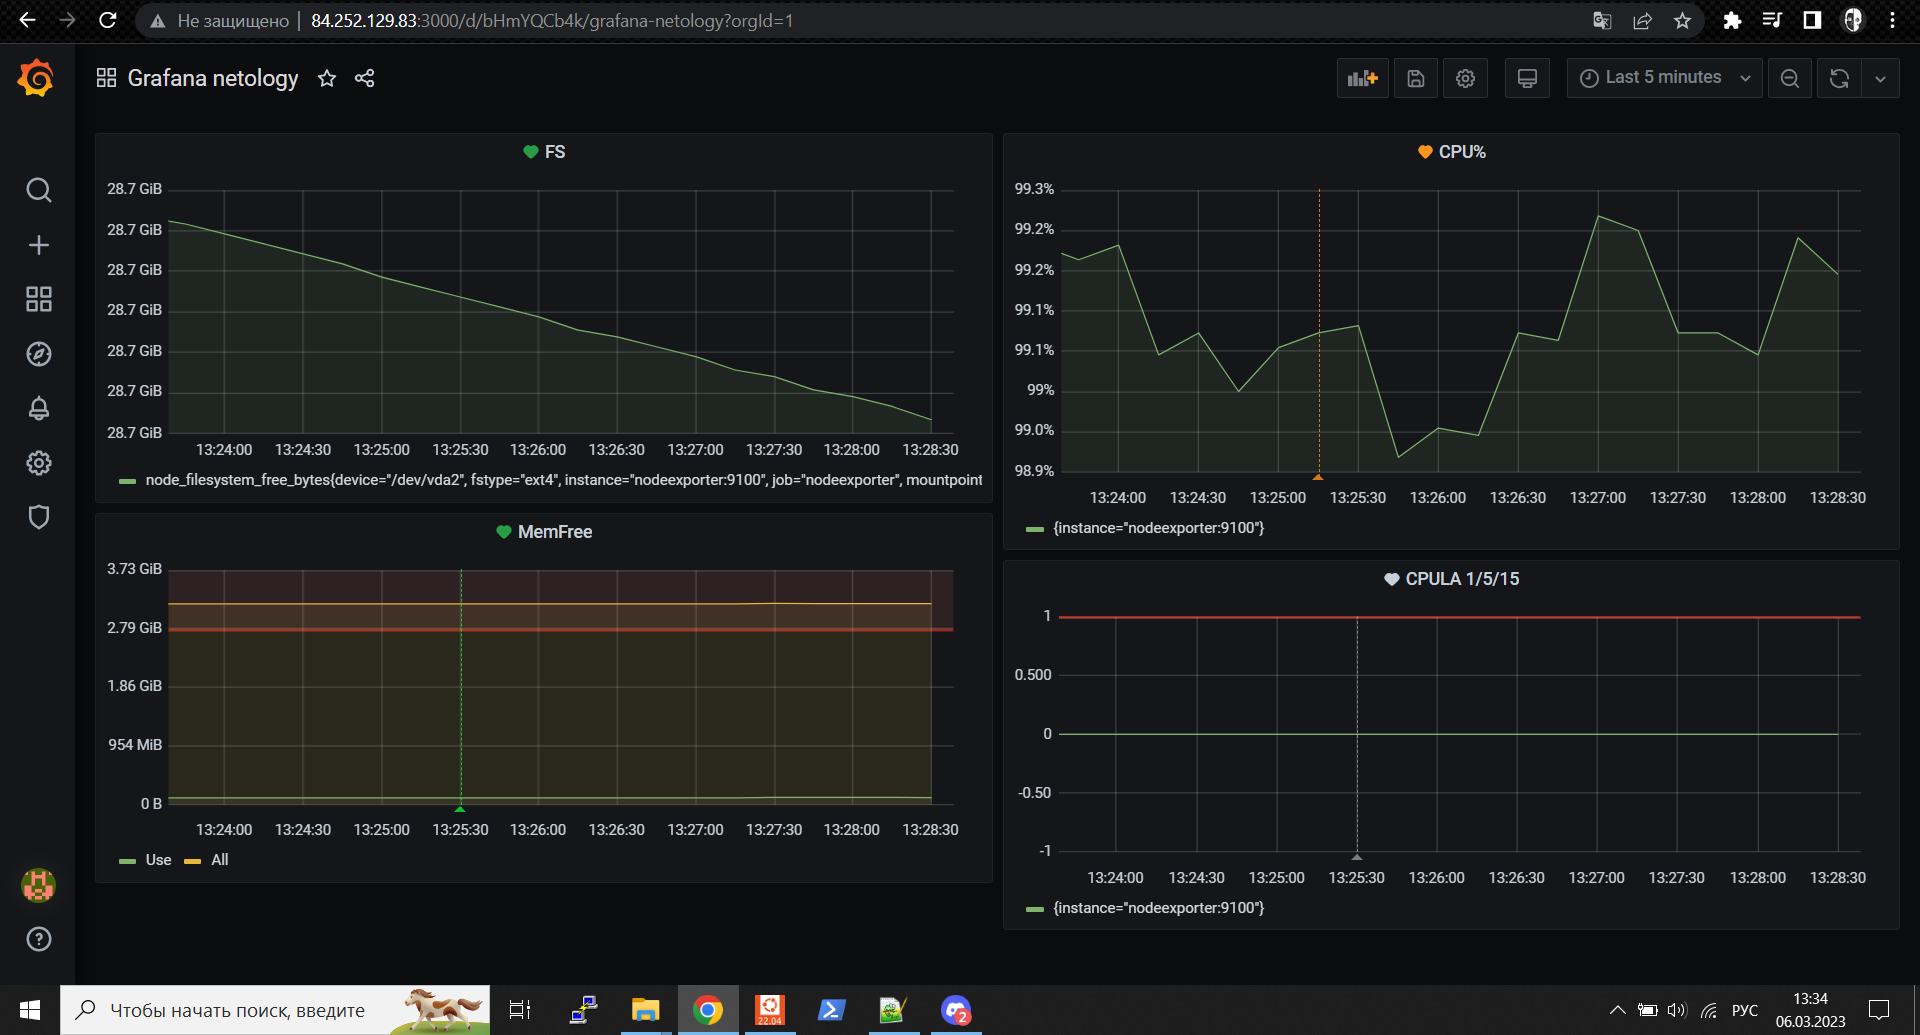 Не защищено | 84.252.129.83:3000/d/bHmYQCb4k/grafana-netology?orgId=1
Grafana netology
Last 5 minutes
FS
28.7 GiB
28.7 GiB
28.7 GiB
28.7 GiB
28.7 GiB
28.7 GiB
28.7 GiB
13:24:00 13:24:30 13:25:00 13:25:30 13:26:00 13:26:30 13:27:00 13:27:30 13:28:00 13:28:30
node_filesystem_free_bytes{device="/dev/vda2", fstype="ext4", instance="nodeexporter:9100", job="nodeexporter", mountpoint
CPU%
99.3%
99.2%
99.2%
99.1%
99.1%
99%
99.0%
98.9%
13:24:00 13:24:30 13:25:00 13:25:30 13:26:00 13:26:30 13:27:00 13:27:30 13:28:00 13:28:30
{instance="nodeexporter:9100"}
MemFree
3.73 GiB
2.79 GiB
1.86 GiB
954 MiB
0 B
13:24:00 13:24:30 13:25:00 13:25:30 13:26:00 13:26:30 13:27:00 13:27:30 13:28:00 13:28:30
Use All
CPULA 1/5/15
1
0.500
0
-0.50
-1
13:24:00 13:24:30 13:25:00 13:25:30 13:26:00 13:26:30 13:27:00 13:27:30 13:28:00 13:28:30
{instance="nodeexporter:9100"}
Чтобы начать поиск, введите
22.04
2
РУС
13:34
06.03.2023